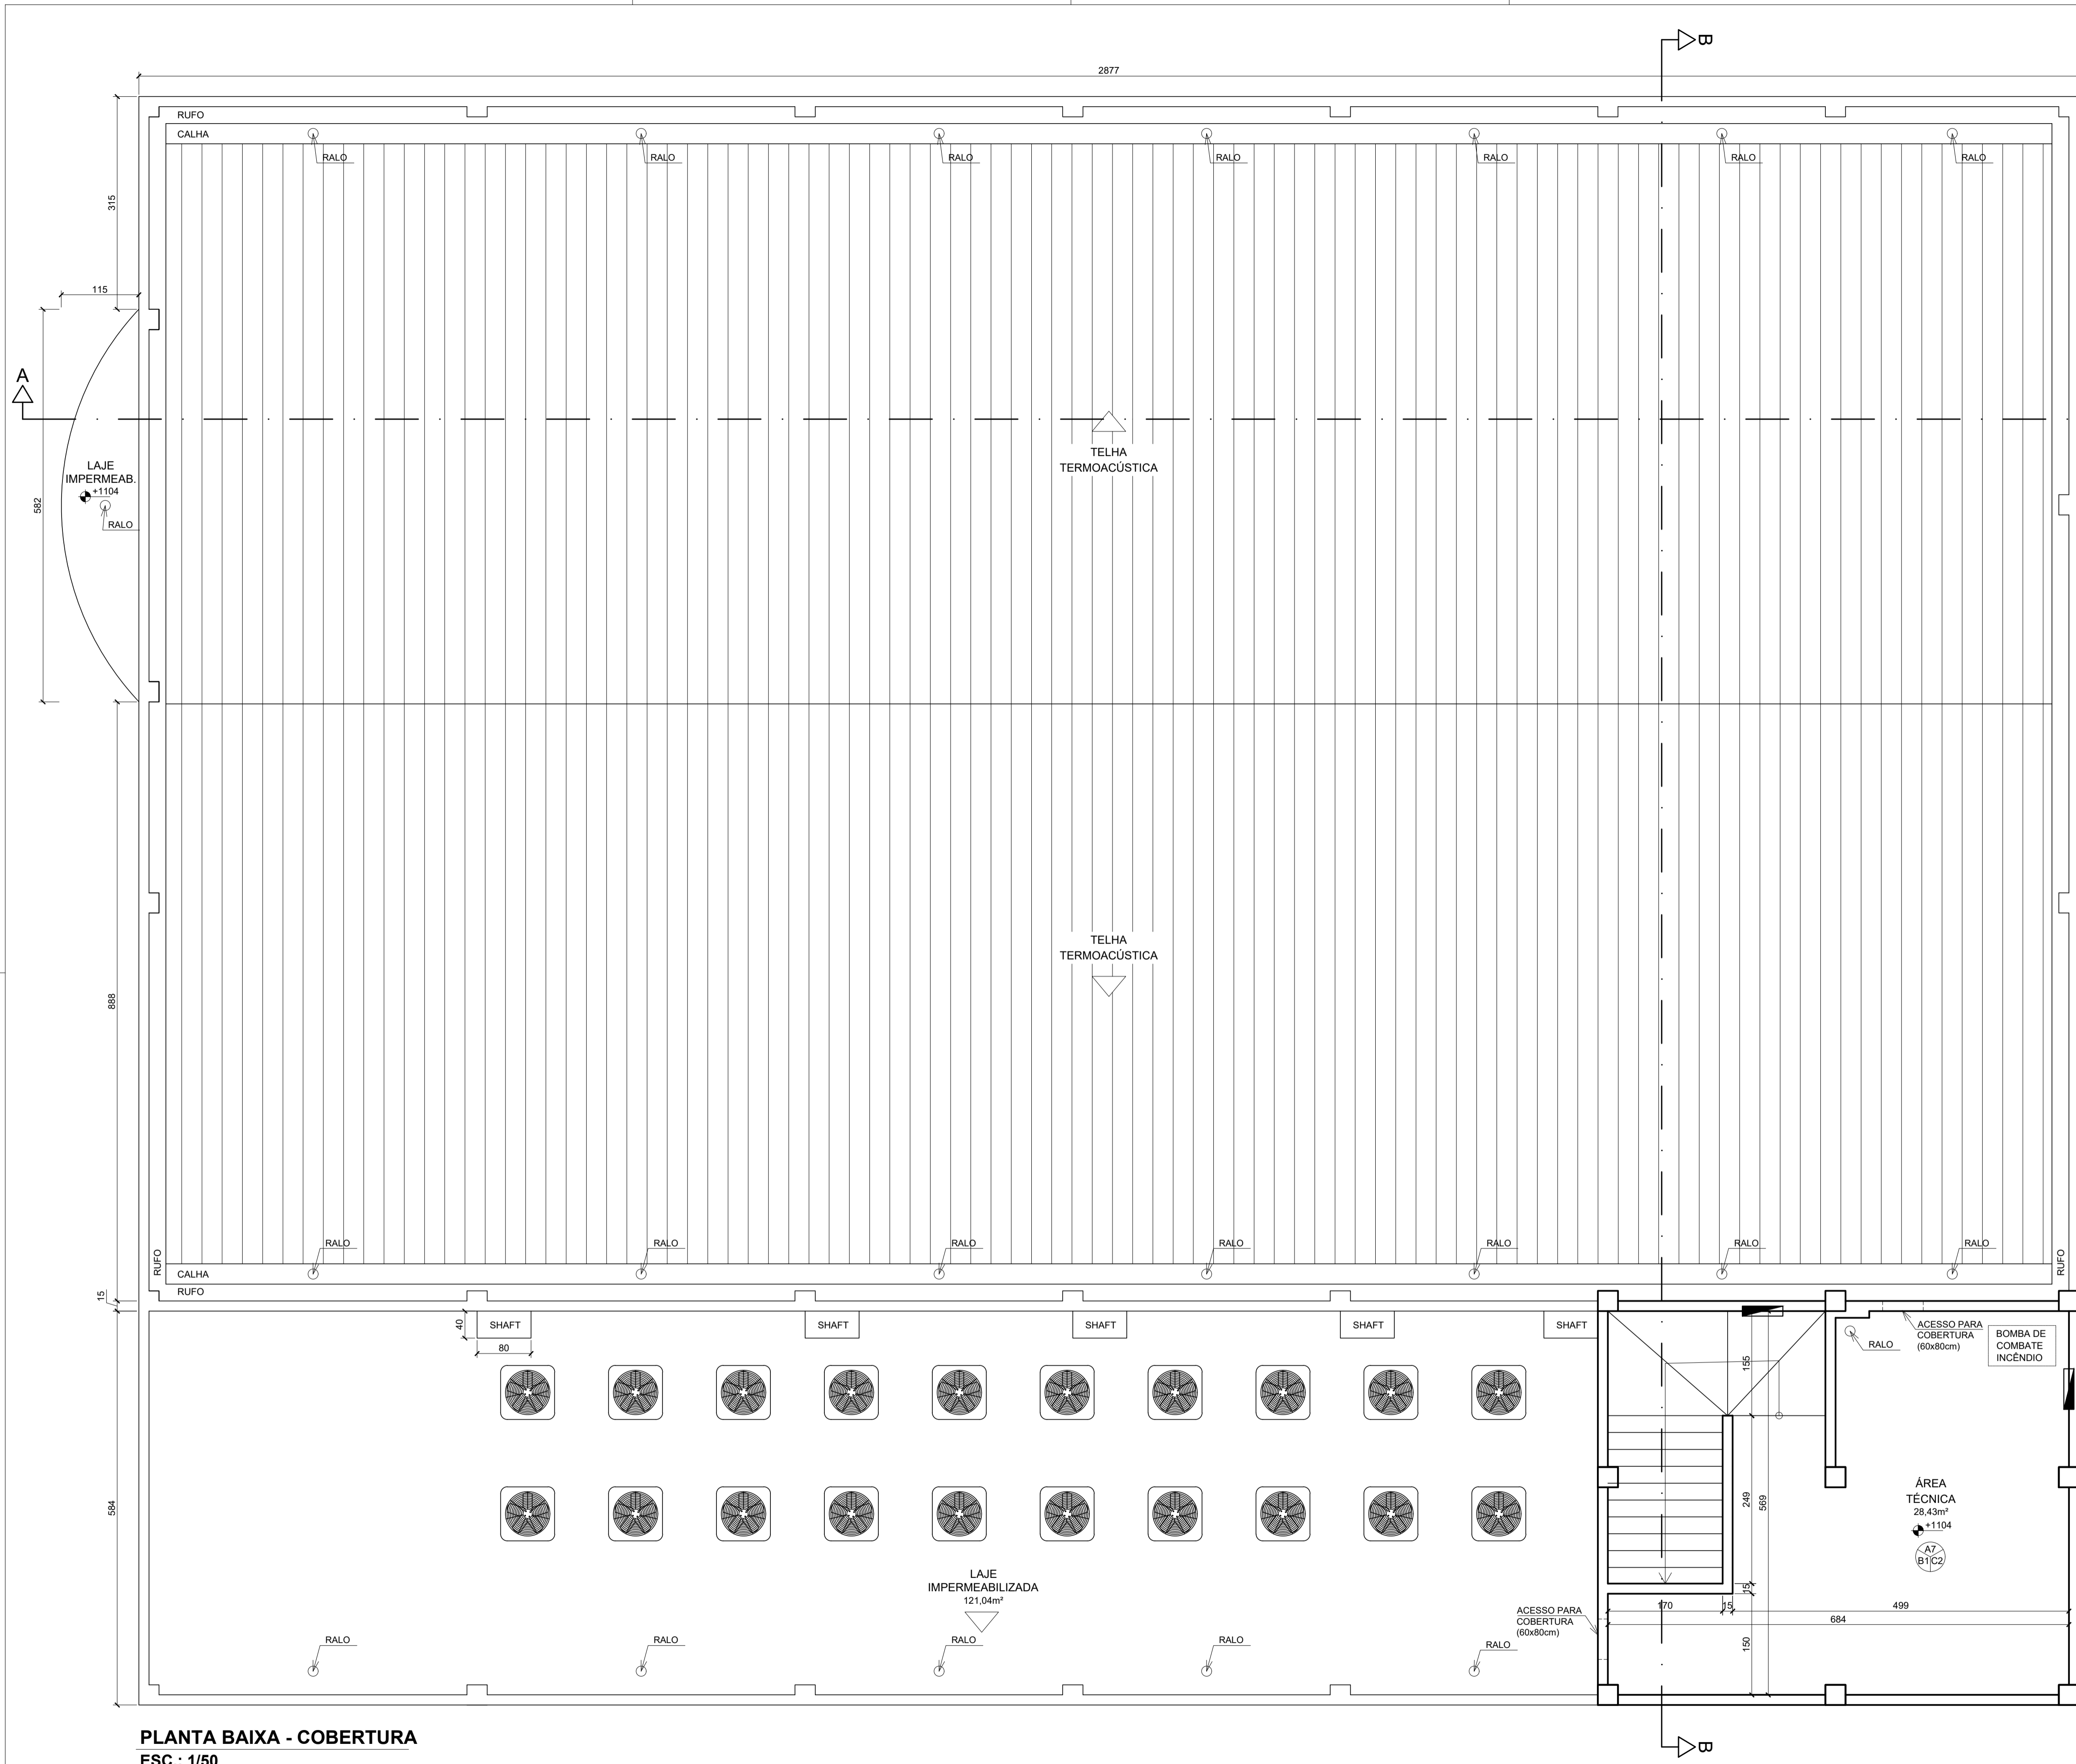 B
2877
RUFO
CALHA
RALO
RALO
RALO
RALO
RALO
RALO
RALO
315
115
A
LAJE
IMPERMEAB.
+1104
RALO
582
TELHA
TERMOACÚSTICA
TELHA
TERMOACÚSTICA
888
RALO
RALO
RALO
RALO
RALO
RALO
RALO
RUFO
CALHA
RUFO
RUFO
15
40
80
SHAFT
SHAFT
SHAFT
SHAFT
SHAFT
ACESSO PARA
COBERTURA
(60x80cm)
RALO
BOMBA DE
COMBATE
INCÊNDIO
155
249
569
15
150
ÁREA
TÉCNICA
28,43m²
+1104
A7
B1 C2
584
LAJE
IMPERMEABILIZADA
121,04m²
ACESSO PARA
COBERTURA
(60x80cm)
170
15
499
684
RALO
RALO
RALO
RALO
RALO
PLANTA BAIXA - COBERTURA
ESC.: 1/50
B